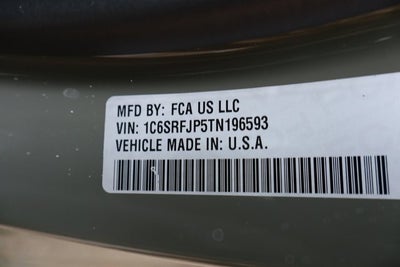 MFD BY: FCA US LLC
VIN: 1C6SRFJP5TN196593
VEHICLE MADE IN: U.S.A.